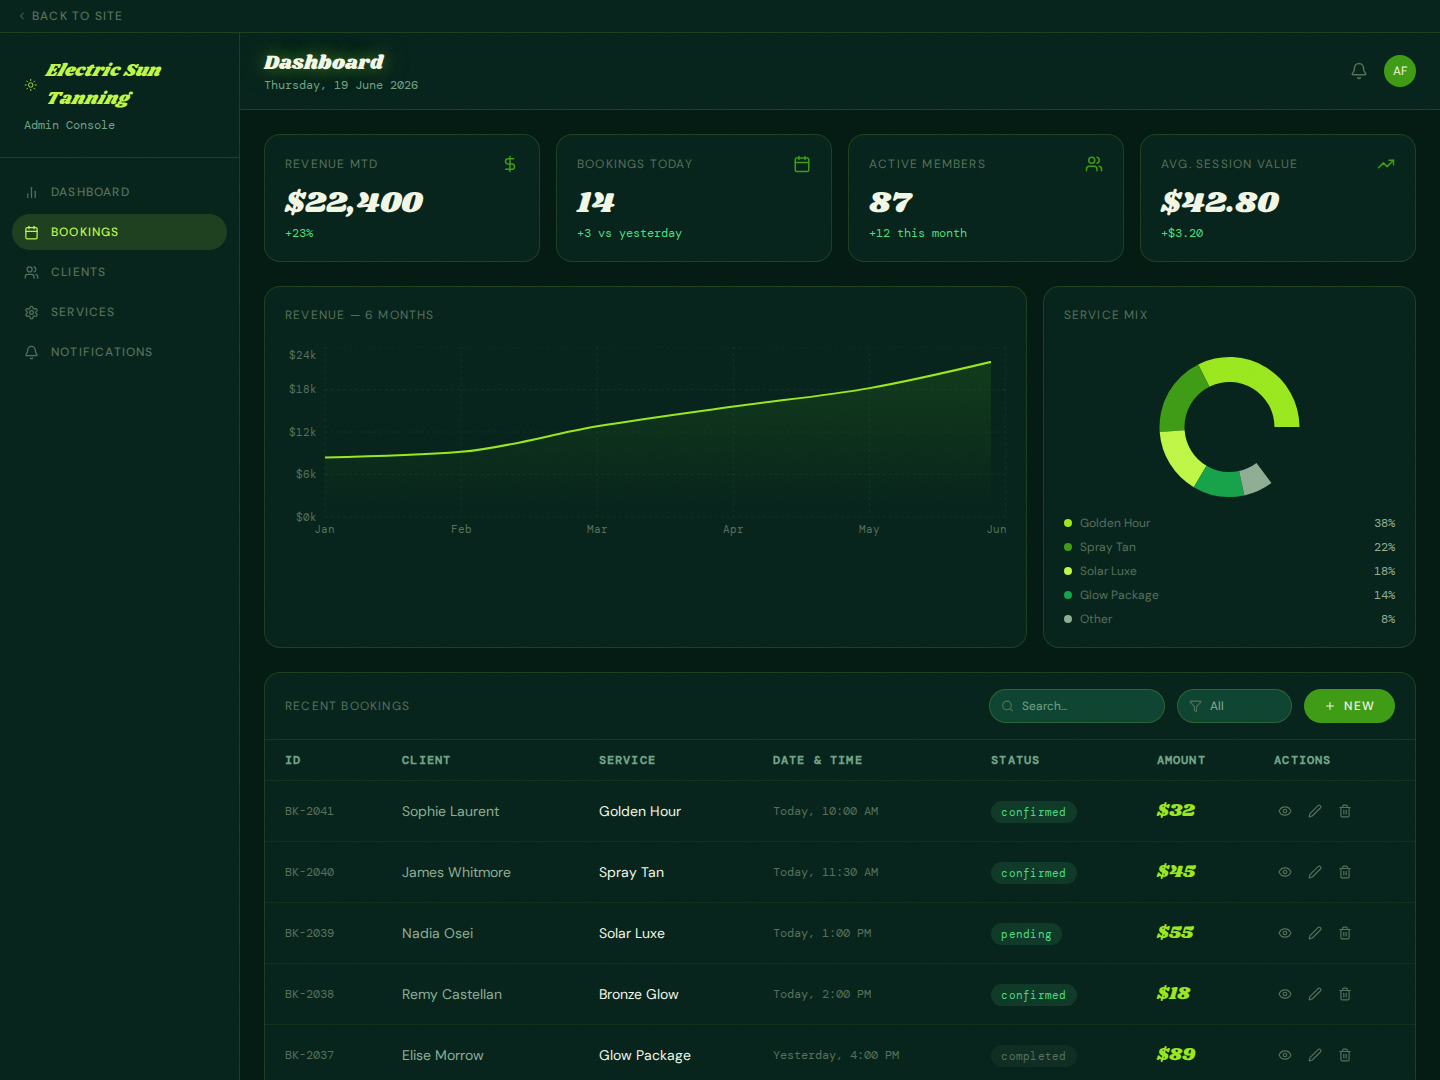 BACK TO SITE
Electric Sun
Tanning
Admin Console
DASHBOARD
BOOKINGS
CLIENTS
SERVICES
NOTIFICATIONS
Dashboard
Thursday, 19 June 2026
AF
REVENUE MTD
$22,400
+23%
BOOKINGS TODAY
14
+3 vs yesterday
ACTIVE MEMBERS
87
+12 this month
AVG. SESSION VALUE
$42.80
+$3.20
REVENUE — 6 MONTHS
$24k
$18k
$12k
$6k
$0k
Jan Feb Mar Apr May Jun
SERVICE MIX
Golden Hour 38%
Spray Tan 22%
Solar Luxe 18%
Glow Package 14%
Other 8%
RECENT BOOKINGS
Search…
All
+ NEW
ID CLIENT SERVICE DATE & TIME STATUS AMOUNT ACTIONS
BK-2041 Sophie Laurent Golden Hour Today, 10:00 AM confirmed $32
BK-2040 James Whitmore Spray Tan Today, 11:30 AM confirmed $45
BK-2039 Nadia Osei Solar Luxe Today, 1:00 PM pending $55
BK-2038 Remy Castellan Bronze Glow Today, 2:00 PM confirmed $18
BK-2037 Elise Morrow Glow Package Yesterday, 4:00 PM completed $89